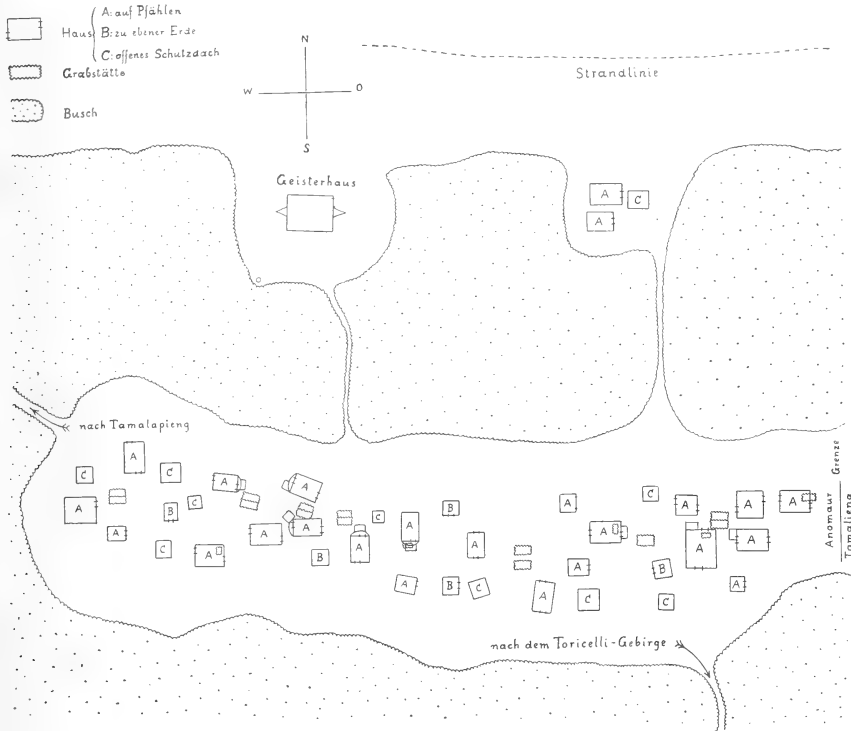 A: auf Pfählen
Haus B: zu ebener Erde
C: offenes Schutzdach
Grabstätte
Busch
N
W O
S
Strandlinie
Geisterhaus
A C
A
nach Tamalapieng
A
C C
A A
A B C
A
A A
C A
B
C
A
A
B
A
A
B C
A
A
A
C
A
A
C
B
C
A
A
A
A
A
A
Anomaur Grenze Tamalieng
nach dem Toricelli-Gebirge